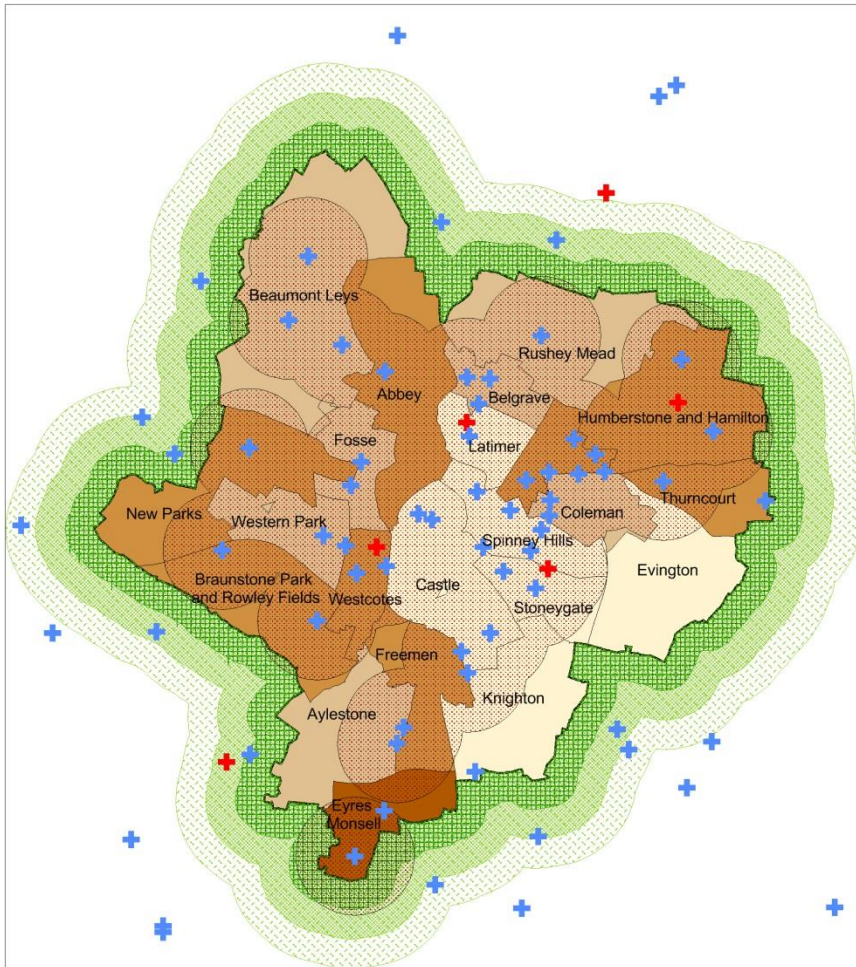 Beaumont Leys
Rushey Mead
Abbey
Belgrave
Humberstone and Hamilton
Fosse
Latimer
Thurncourt
New Parks
Coleman
Western Park
Spinney Hills
Evington
Braunstone Park
and Rowley Fields
Castle
Westcotes
Stoneygate
Freemen
Knighton
Aylestone
Eyres
Monsell